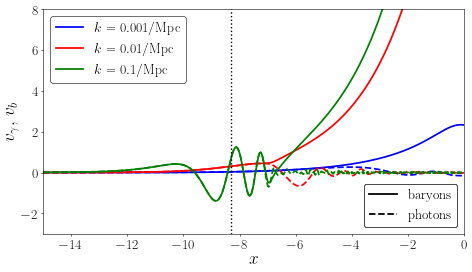 8
6
4
2
0
−2
v_γ, v_b
k = 0.001/Mpc
k = 0.01/Mpc
k = 0.1/Mpc
baryons
photons
−14 −12 −10 −8 −6 −4 −2 0
x